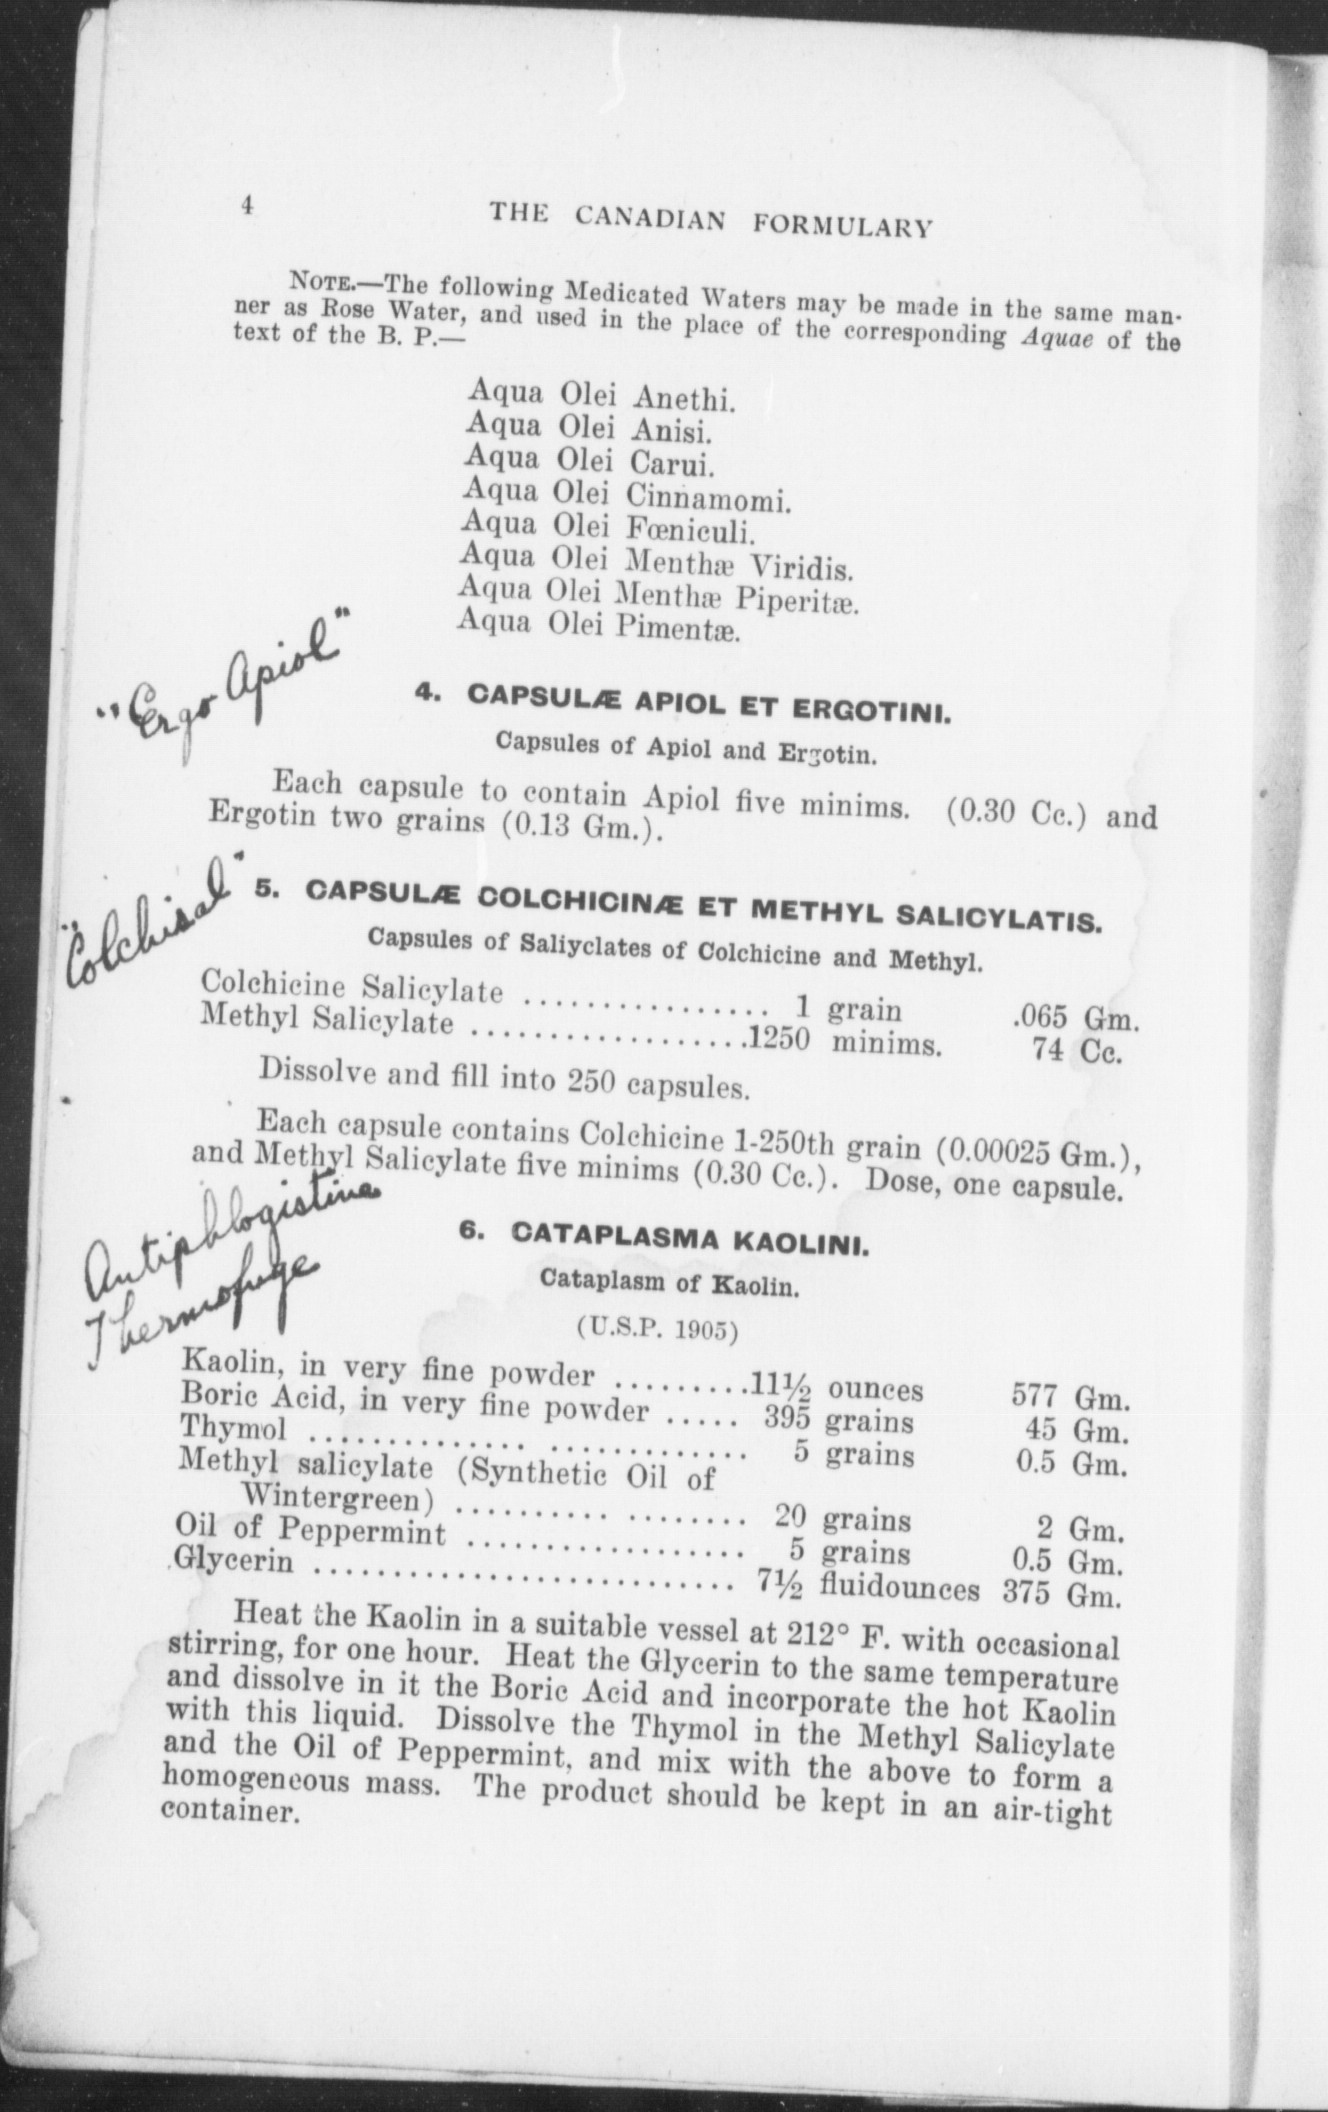 4 THE CANADIAN FORMULARY
NOTE.—The following Medicated Waters may be made in the same man-
ner as Rose Water, and used in the place of the corresponding Aquae of the
text of the B. P.—
Aqua Olei Anethi.
Aqua Olei Anisi.
Aqua Olei Carui.
Aqua Olei Cinnamomi.
Aqua Olei Fœniculi.
Aqua Olei Menthæ Viridis.
Aqua Olei Menthæ Piperitæ.
Aqua Olei Pimentæ.
"Ergo Apiol"
4. CAPSULÆ APIOL ET ERGOTINI.
Capsules of Apiol and Ergotin.
Each capsule to contain Apiol five minims. (0.30 Cc.) and
Ergotin two grains (0.13 Gm.).
"Colchisal"
5. CAPSULÆ COLCHICINÆ ET METHYL SALICYLATIS.
Capsules of Saliyclates of Colchicine and Methyl.
Colchicine Salicylate ................ 1 grain .065 Gm.
Methyl Salicylate ..................1250 minims. 74 Cc.
Dissolve and fill into 250 capsules.
Each capsule contains Colchicine 1-250th grain (0.00025 Gm.),
and Methyl Salicylate five minims (0.30 Cc.). Dose, one capsule.
Antiphlogistine
Thermofuge
6. CATAPLASMA KAOLINI.
Cataplasm of Kaolin.
(U.S.P. 1905)
Kaolin, in very fine powder .........11½ ounces 577 Gm.
Boric Acid, in very fine powder ..... 395 grains 45 Gm.
Thymol .............. ............. 5 grains 0.5 Gm.
Methyl salicylate (Synthetic Oil of
Wintergreen) .......... ........ 20 grains 2 Gm.
Oil of Peppermint .................. 5 grains 0.5 Gm.
Glycerin ........................... 7½ fluidounces 375 Gm.
Heat the Kaolin in a suitable vessel at 212° F. with occasional
stirring, for one hour. Heat the Glycerin to the same temperature
and dissolve in it the Boric Acid and incorporate the hot Kaolin
with this liquid. Dissolve the Thymol in the Methyl Salicylate
and the Oil of Peppermint, and mix with the above to form a
homogeneous mass. The product should be kept in an air-tight
container.